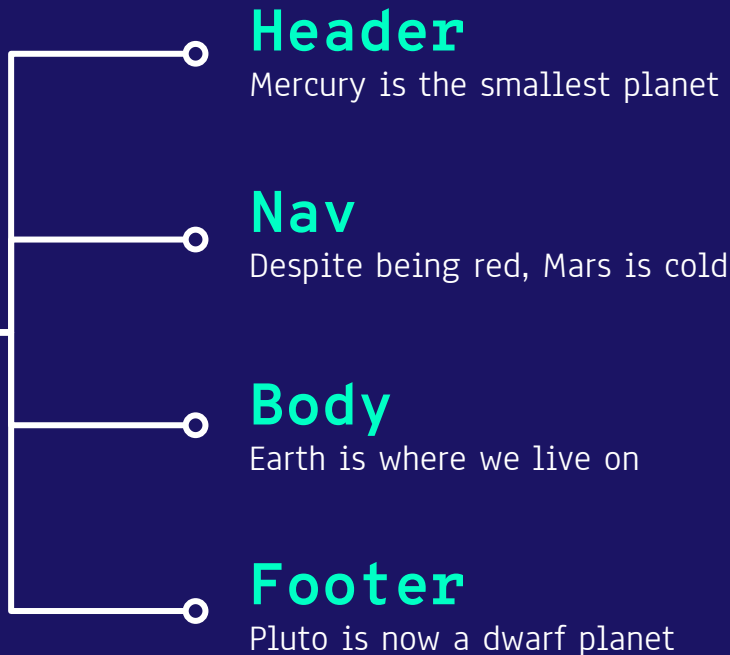 Header
Mercury is the smallest planet
Nav
Despite being red, Mars is cold
Body
Earth is where we live on
Footer
Pluto is now a dwarf planet